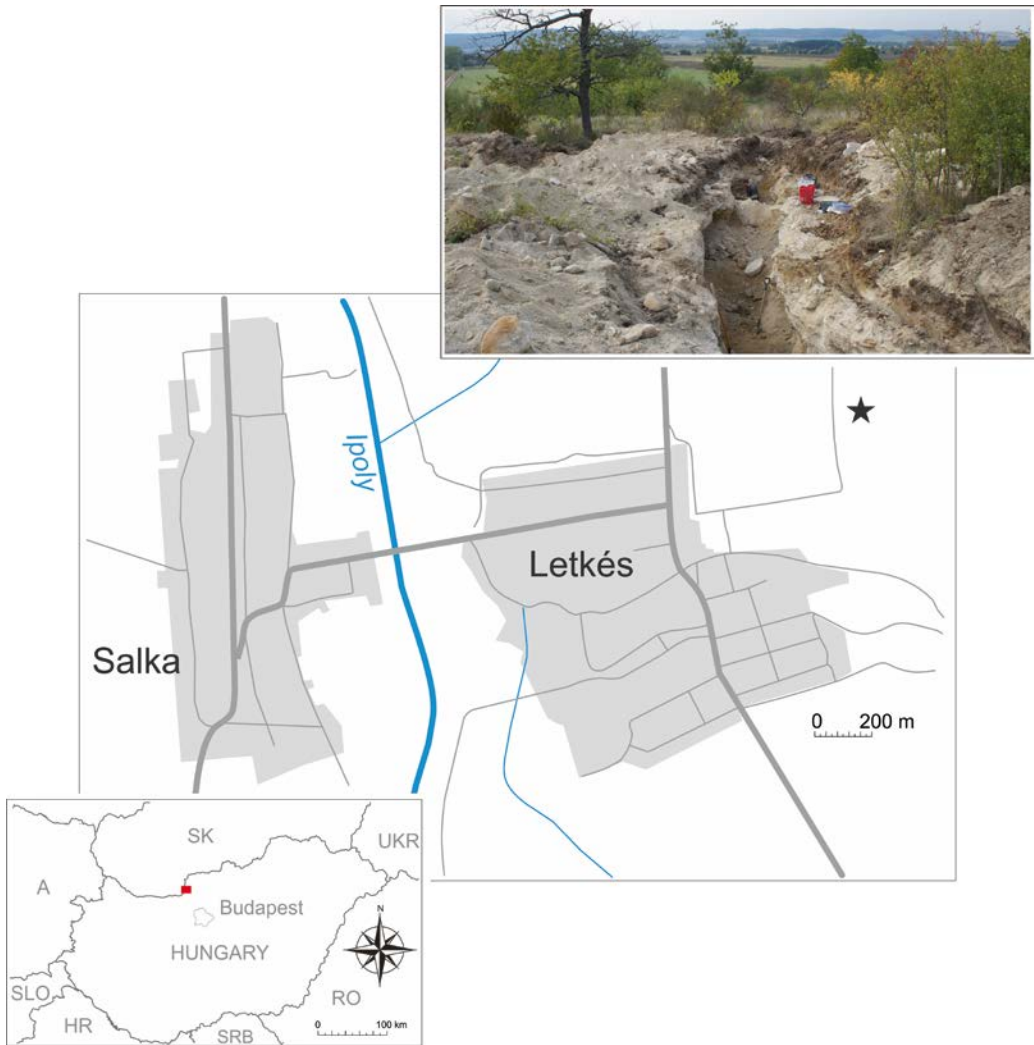 Ipoly
Letkés
Salka
0 200 m
SK
UKR
A
Budapest
N
HUNGARY
SLO
RO
HR
0 100 km
SRB